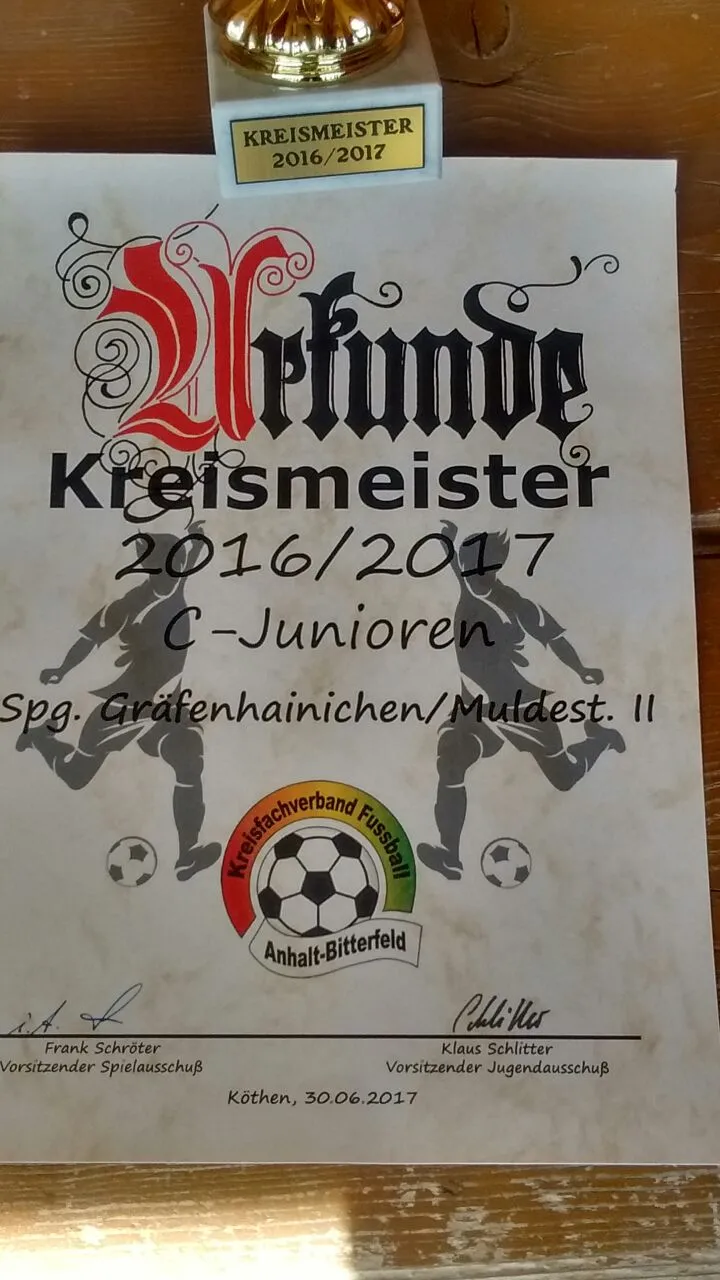 KREISMEISTER
2016/2017
Urkunde
Kreismeister
2016/2017
C-Junioren
Spg. Gräfenhainichen/Muldest. II
Kreisfachverband Fussball
Anhalt-Bitterfeld
i. A.
Schlitter
Frank Schröter
Klaus Schlitter
Vorsitzender Spielausschuß
Vorsitzender Jugendausschuß
Köthen, 30.06.2017